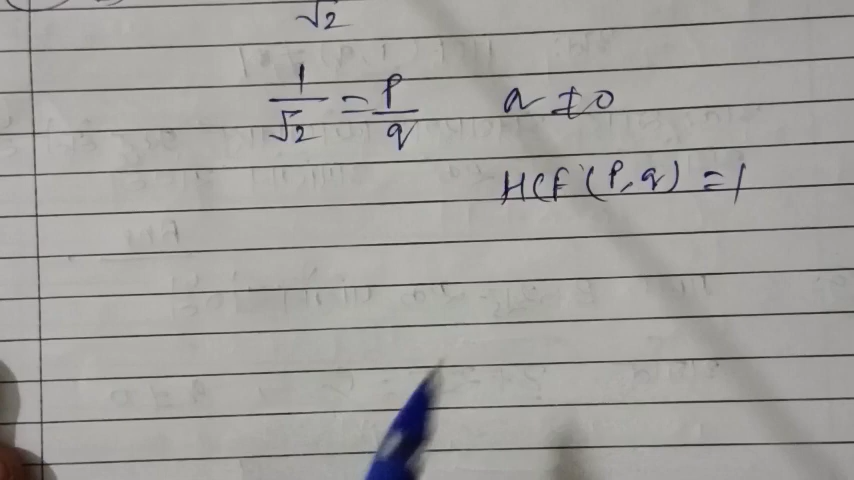 √2
1/√2 = p/q q ≠ 0
HCF (p, q) = 1